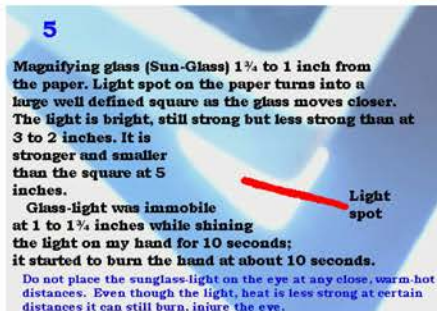 5
Magnifying glass (Sun-Glass) 1¾ to 1 inch from
the paper. Light spot on the paper turns into a
large well defined square as the glass moves closer.
The light is bright, still strong but less strong than at
3 to 2 inches. It is
stronger and smaller
than the square at 5
inches.
Light
spot
Glass-light was immobile
at 1 to 1¾ inches while shining
the light on my hand for 10 seconds;
it started to burn the hand at about 10 seconds.
Do not place the sunglass-light on the eye at any close, warm-hot
distances. Even though the light, heat is less strong at certain
distances it can still burn, injure the eye.